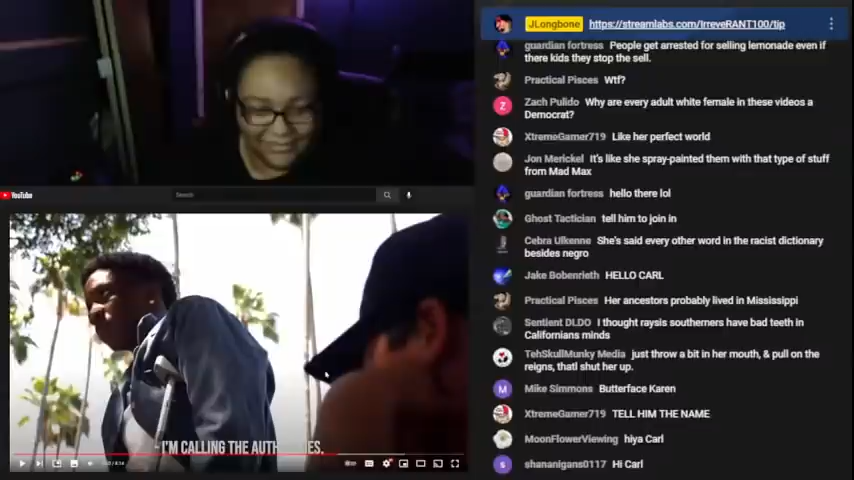 JLongbone https://streamlabs.com/IrreveRANT100/tip
guardian fortress People get arrested for selling lemonade even if
there kids they stop the sell.
Practical Pisces Wtf?
Zach Pulido Why are every adult white female in these videos a
Democrat?
XtremeGamer719 Like her perfect world
Jon Merickel It's like she spray-painted them with that type of stuff
from Mad Max
guardian fortress hello there lol
Ghost Tactician tell him to join in
Cebra Ulkenne She's said every other word in the racist dictionary
besides negro
Jake Bobenrieth HELLO CARL
Practical Pisces Her ancestors probably lived in Mississippi
Sentient DLDO I thought raysis southerners have bad teeth in
Californians minds
TehSkullMunky Media just throw a bit in her mouth, & pull on the
reigns, thatl shut her up.
Mike Simmons Butterface Karen
XtremeGamer719 TELL HIM THE NAME
MoonFlowerViewing hiya Carl
shananigans0117 Hi Carl
YouTube
Search
- I'M CALLING THE AUTHORITIES.